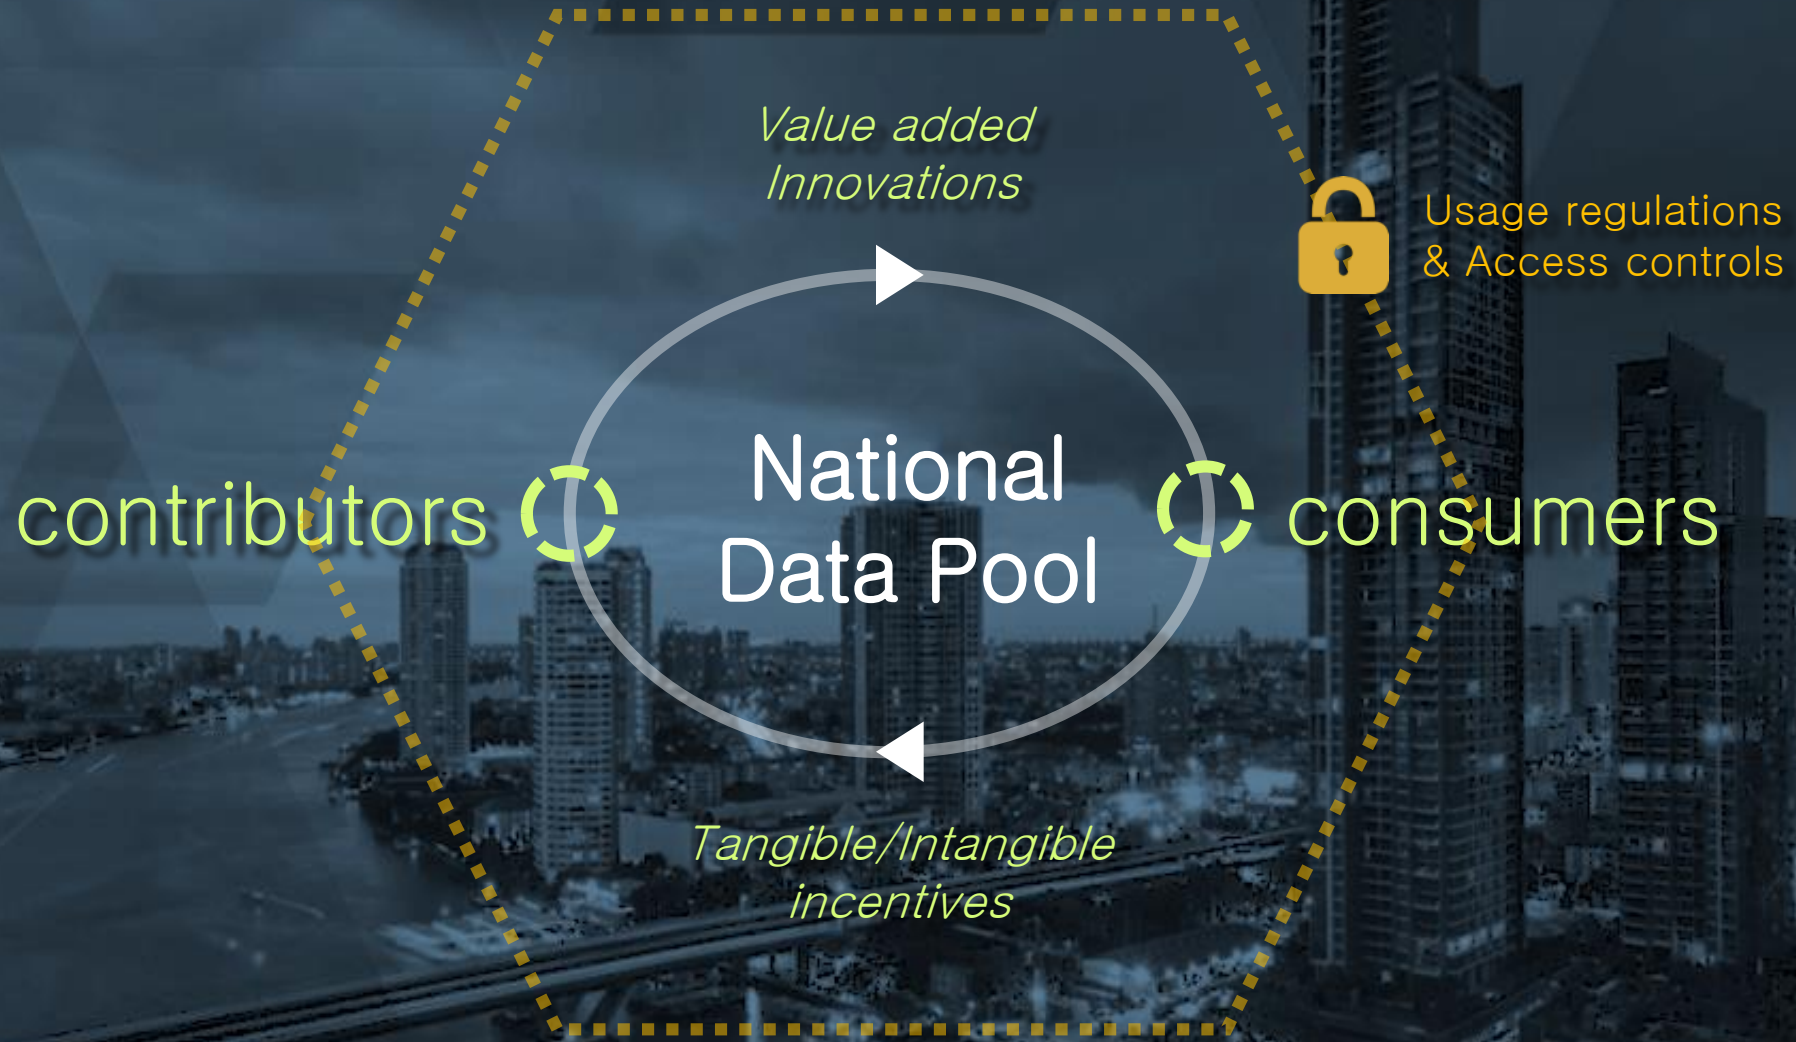 Value added
Innovations
Usage regulations
& Access controls
contributors
National
Data Pool
consumers
Tangible/Intangible
incentives